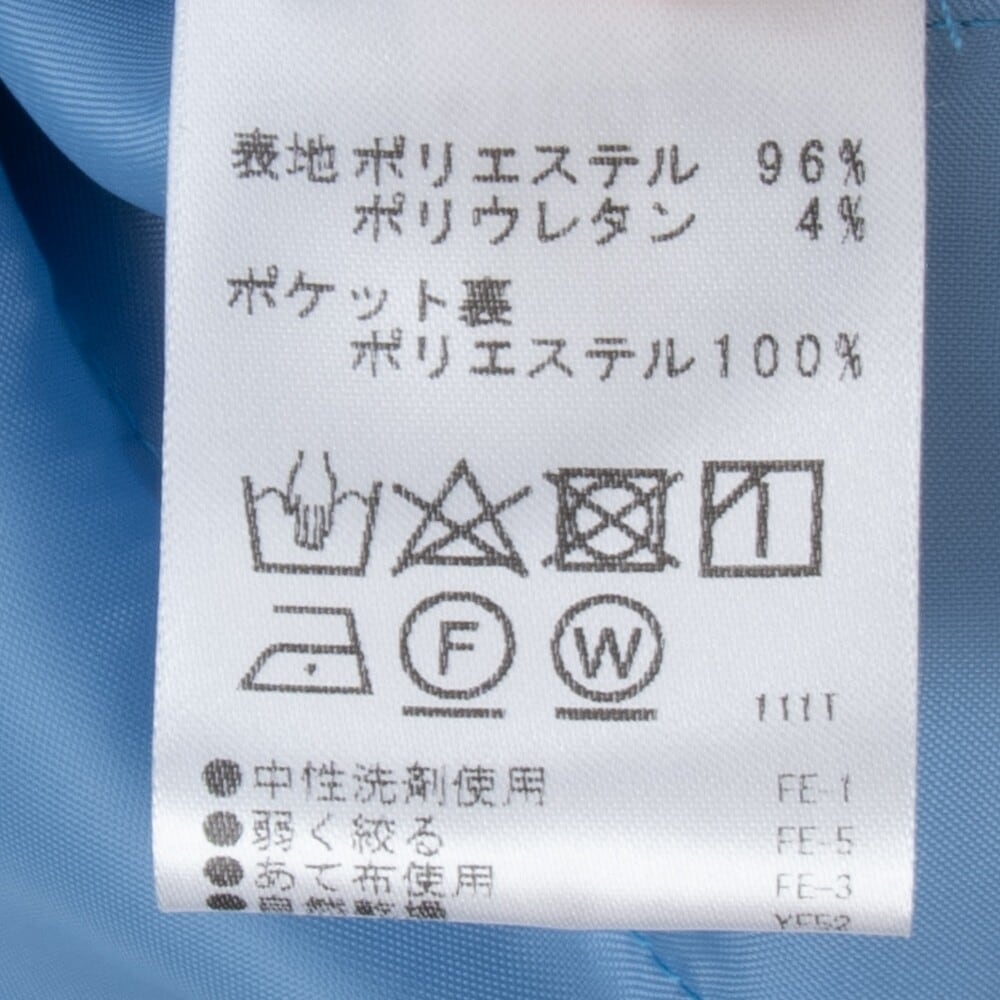 表地 ポリエステル 96%
ポリウレタン 4%
ポケット裏
ポリエステル100%
F W
111T
●中性洗剤使用 FE-1
●弱く絞る FE-5
●あて布使用 FE-3